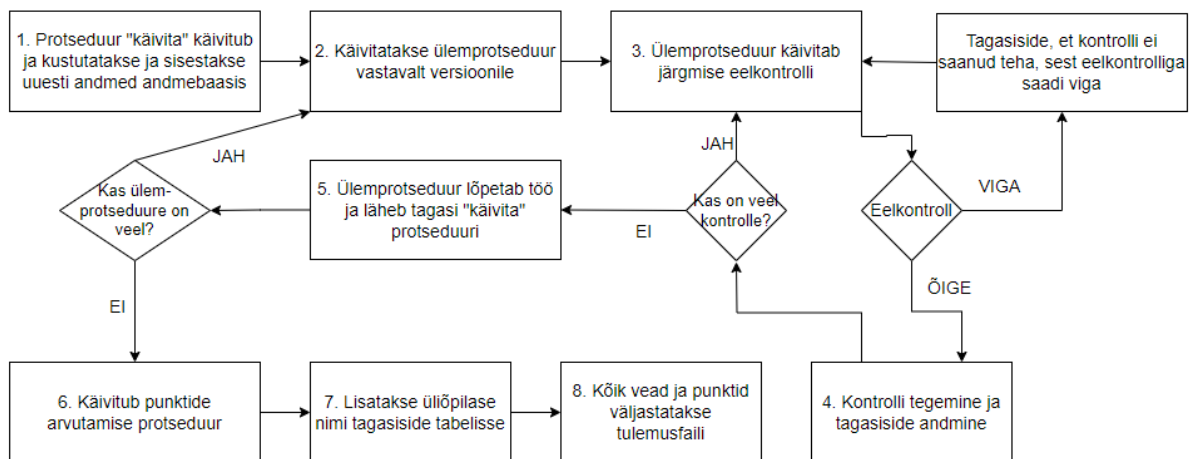 1. Protseduur "käivita" käivitub
ja kustutatakse ja sisestakse
uuesti andmed andmebaasis
2. Käivitatakse ülemprotseduur
vastavalt versioonile
3. Ülemprotseduur käivitab
järgmise eelkontrolli
Tagasiside, et kontrolli ei
saanud teha, sest eelkontrolliga
saadi viga
JAH
Kas ülem-
protseduure on
veel?
5. Ülemprotseduur lõpetab töö
ja läheb tagasi "käivita"
protseduuri
EI
JAH
Kas on veel
kontrolle?
Eelkontroll
VIGA
ÕIGE
EI
6. Käivitub punktide
arvutamise protseduur
7. Lisatakse üliõpilase
nimi tagasiside tabelisse
8. Kõik vead ja punktid
väljastatakse
tulemusfaili
4. Kontrolli tegemine ja
tagasiside andmine